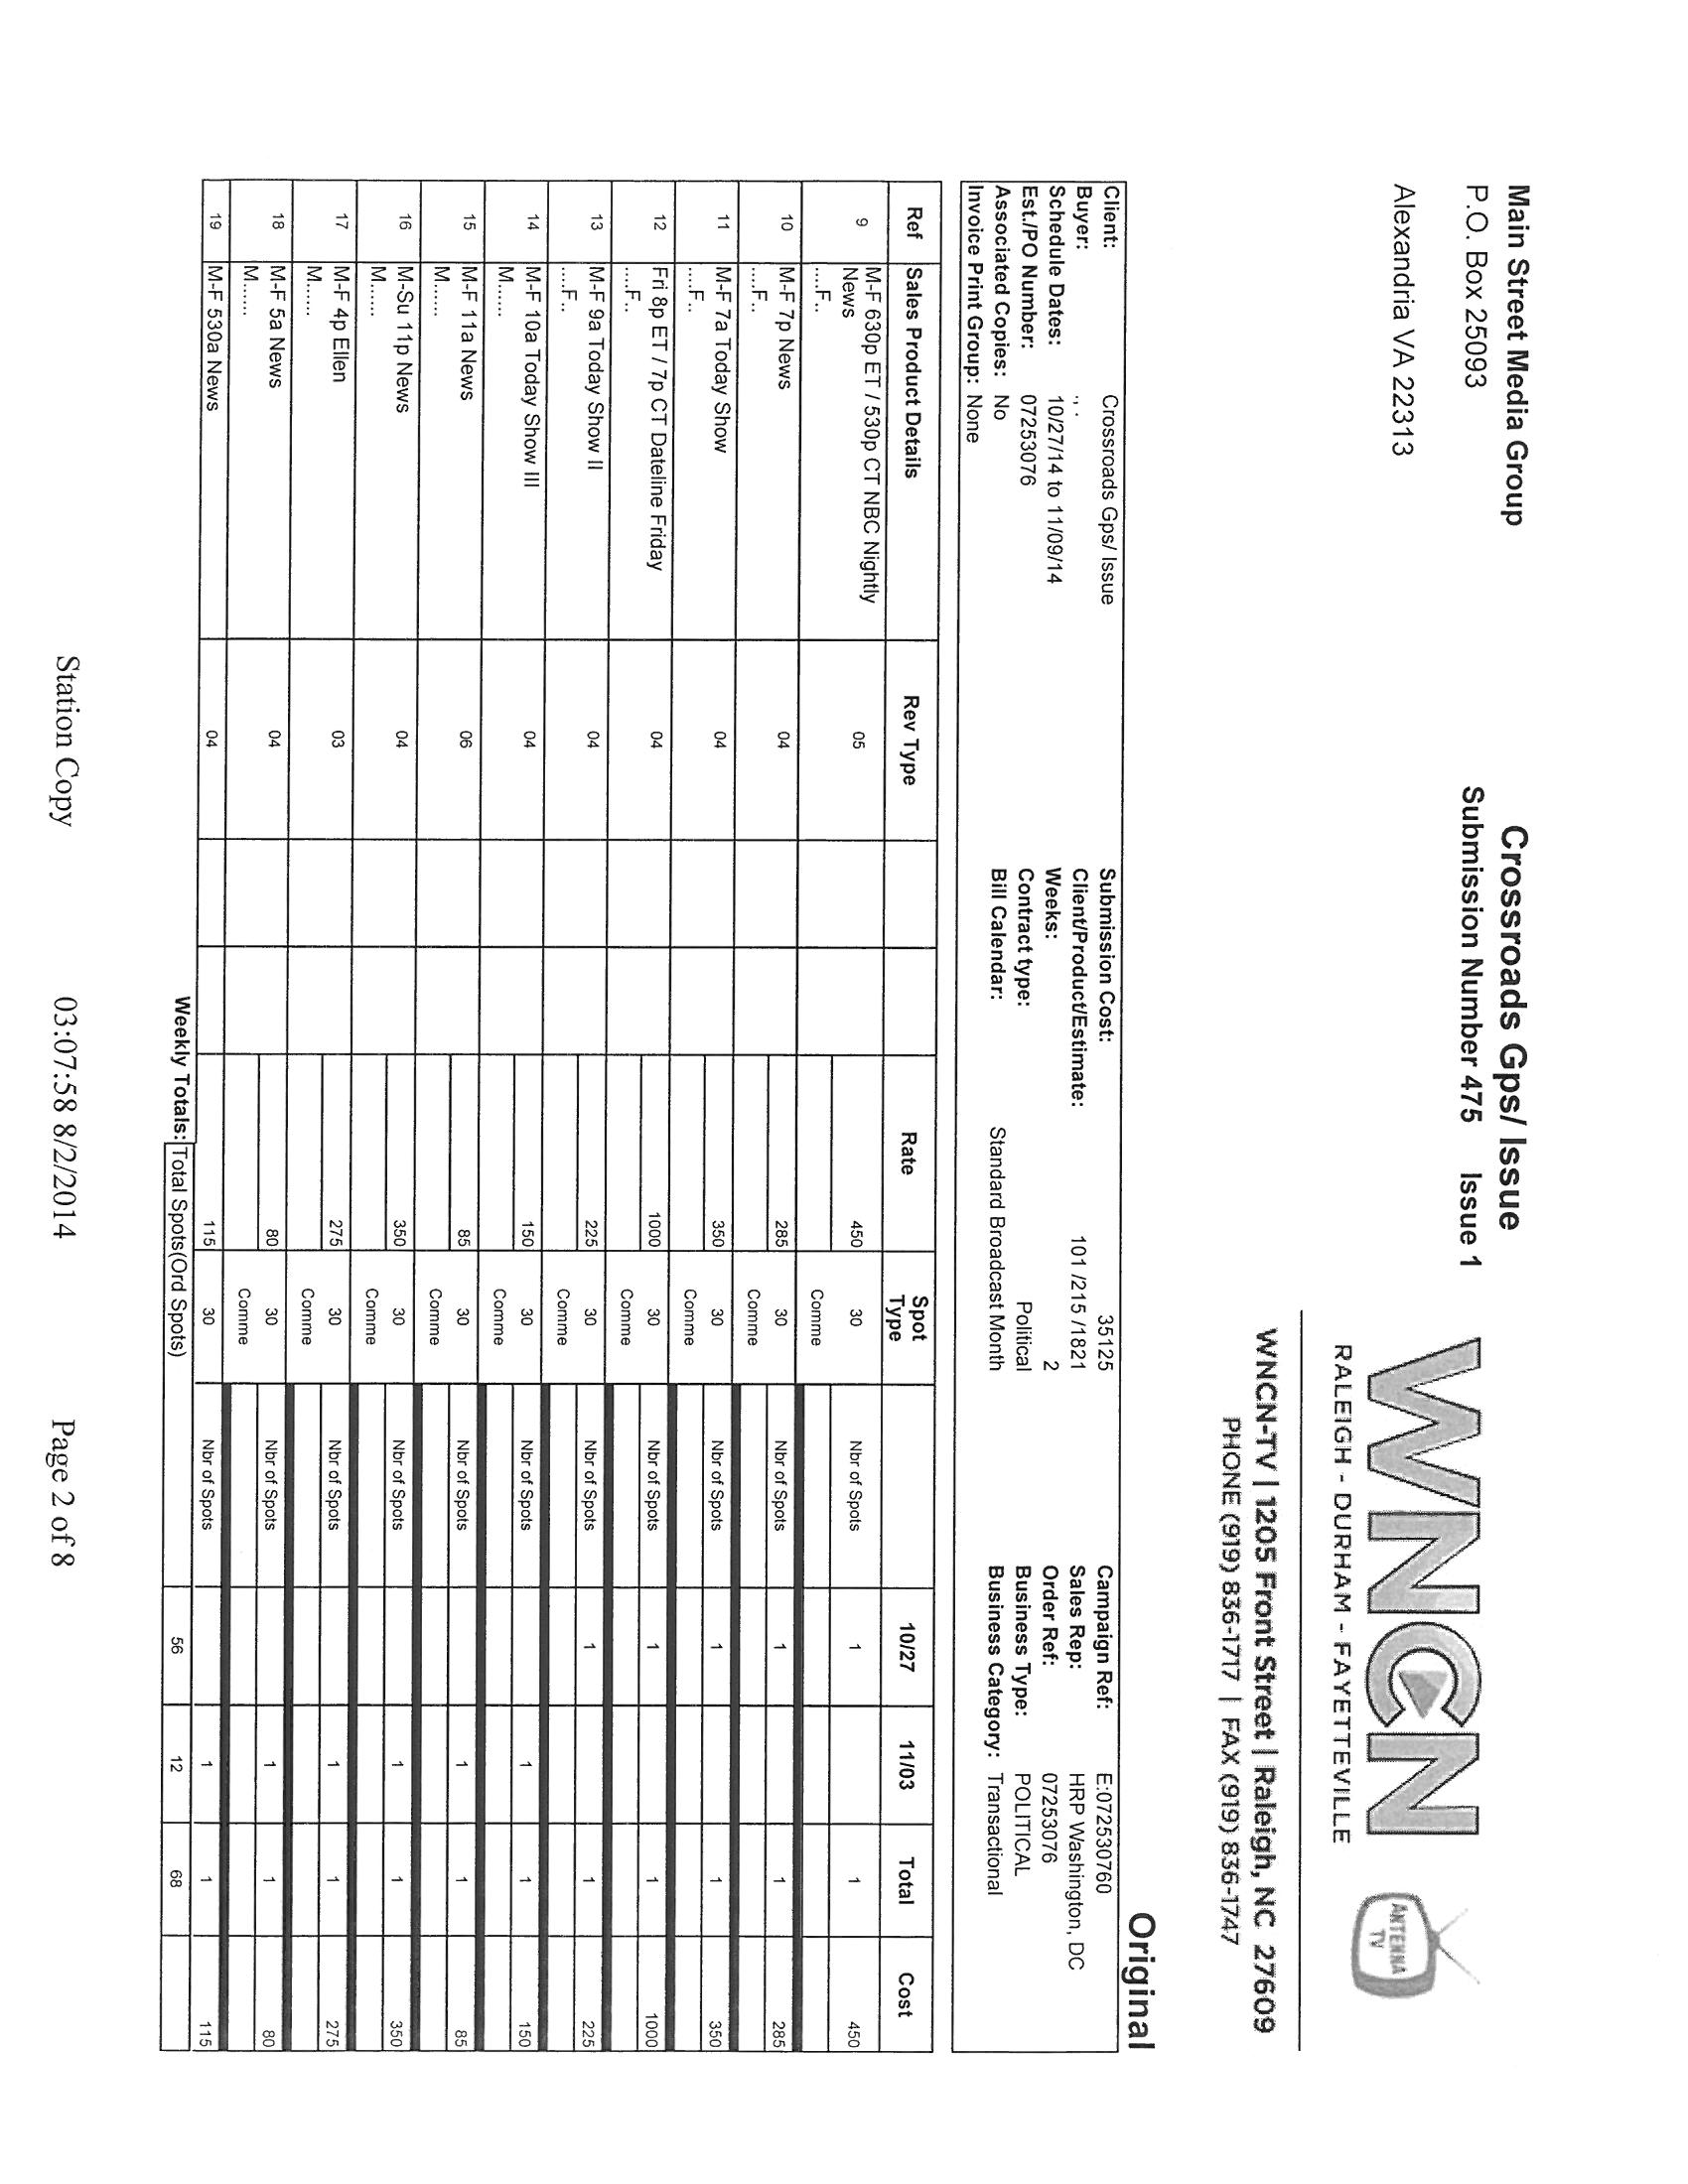 Main Street Media Group
P.O. Box 25093
Alexandria VA 22313
Crossroads Gps/ Issue
Submission Number 475 Issue 1
WNCN
RALEIGH - DURHAM - FAYETTEVILLE
ANTENNA TV
WNCN-TV | 1205 Front Street | Raleigh, NC 27609
PHONE (919) 836-1717 | FAX (919) 836-1747
Original
Client: Crossroads Gps/ Issue Submission Cost: 35125 Campaign Ref: E:072530760
Buyer: ., . Client/Product/Estimate: 101 /215 /1821 Sales Rep: HRP Washington, DC
Schedule Dates: 10/27/14 to 11/09/14 Weeks: 2 Order Ref: 07253076
Est./PO Number: 07253076 Contract type: Political Business Type: POLITICAL
Associated Copies: No Bill Calendar: Standard Broadcast Month Business Category: Transactional
Invoice Print Group: None
Ref Sales Product Details Rev Type Rate Spot Type 10/27 11/03 Total Cost
9 M-F 630p ET / 530p CT NBC Nightly 05 450 30 Nbr of Spots 1 1 450
News Comme
....F..
10 M-F 7p News 04 285 30 Nbr of Spots 1 1 285
....F.. Comme
11 M-F 7a Today Show 04 350 30 Nbr of Spots 1 1 350
....F.. Comme
12 Fri 8p ET / 7p CT Dateline Friday 04 1000 30 Nbr of Spots 1 1 1000
....F.. Comme
13 M-F 9a Today Show II 04 225 30 Nbr of Spots 1 1 225
....F.. Comme
14 M-F 10a Today Show III 04 150 30 Nbr of Spots 1 1 150
M...... Comme
15 M-F 11a News 06 85 30 Nbr of Spots 1 1 85
M...... Comme
16 M-Su 11p News 04 350 30 Nbr of Spots 1 1 350
M...... Comme
17 M-F 4p Ellen 03 275 30 Nbr of Spots 1 1 275
M...... Comme
18 M-F 5a News 04 80 30 Nbr of Spots 1 1 80
M...... Comme
19 M-F 530a News 04 115 30 Nbr of Spots 1 1 115
Weekly Totals: Total Spots(Ord Spots) 56 12 68
Station Copy 03:07:58 8/2/2014 Page 2 of 8